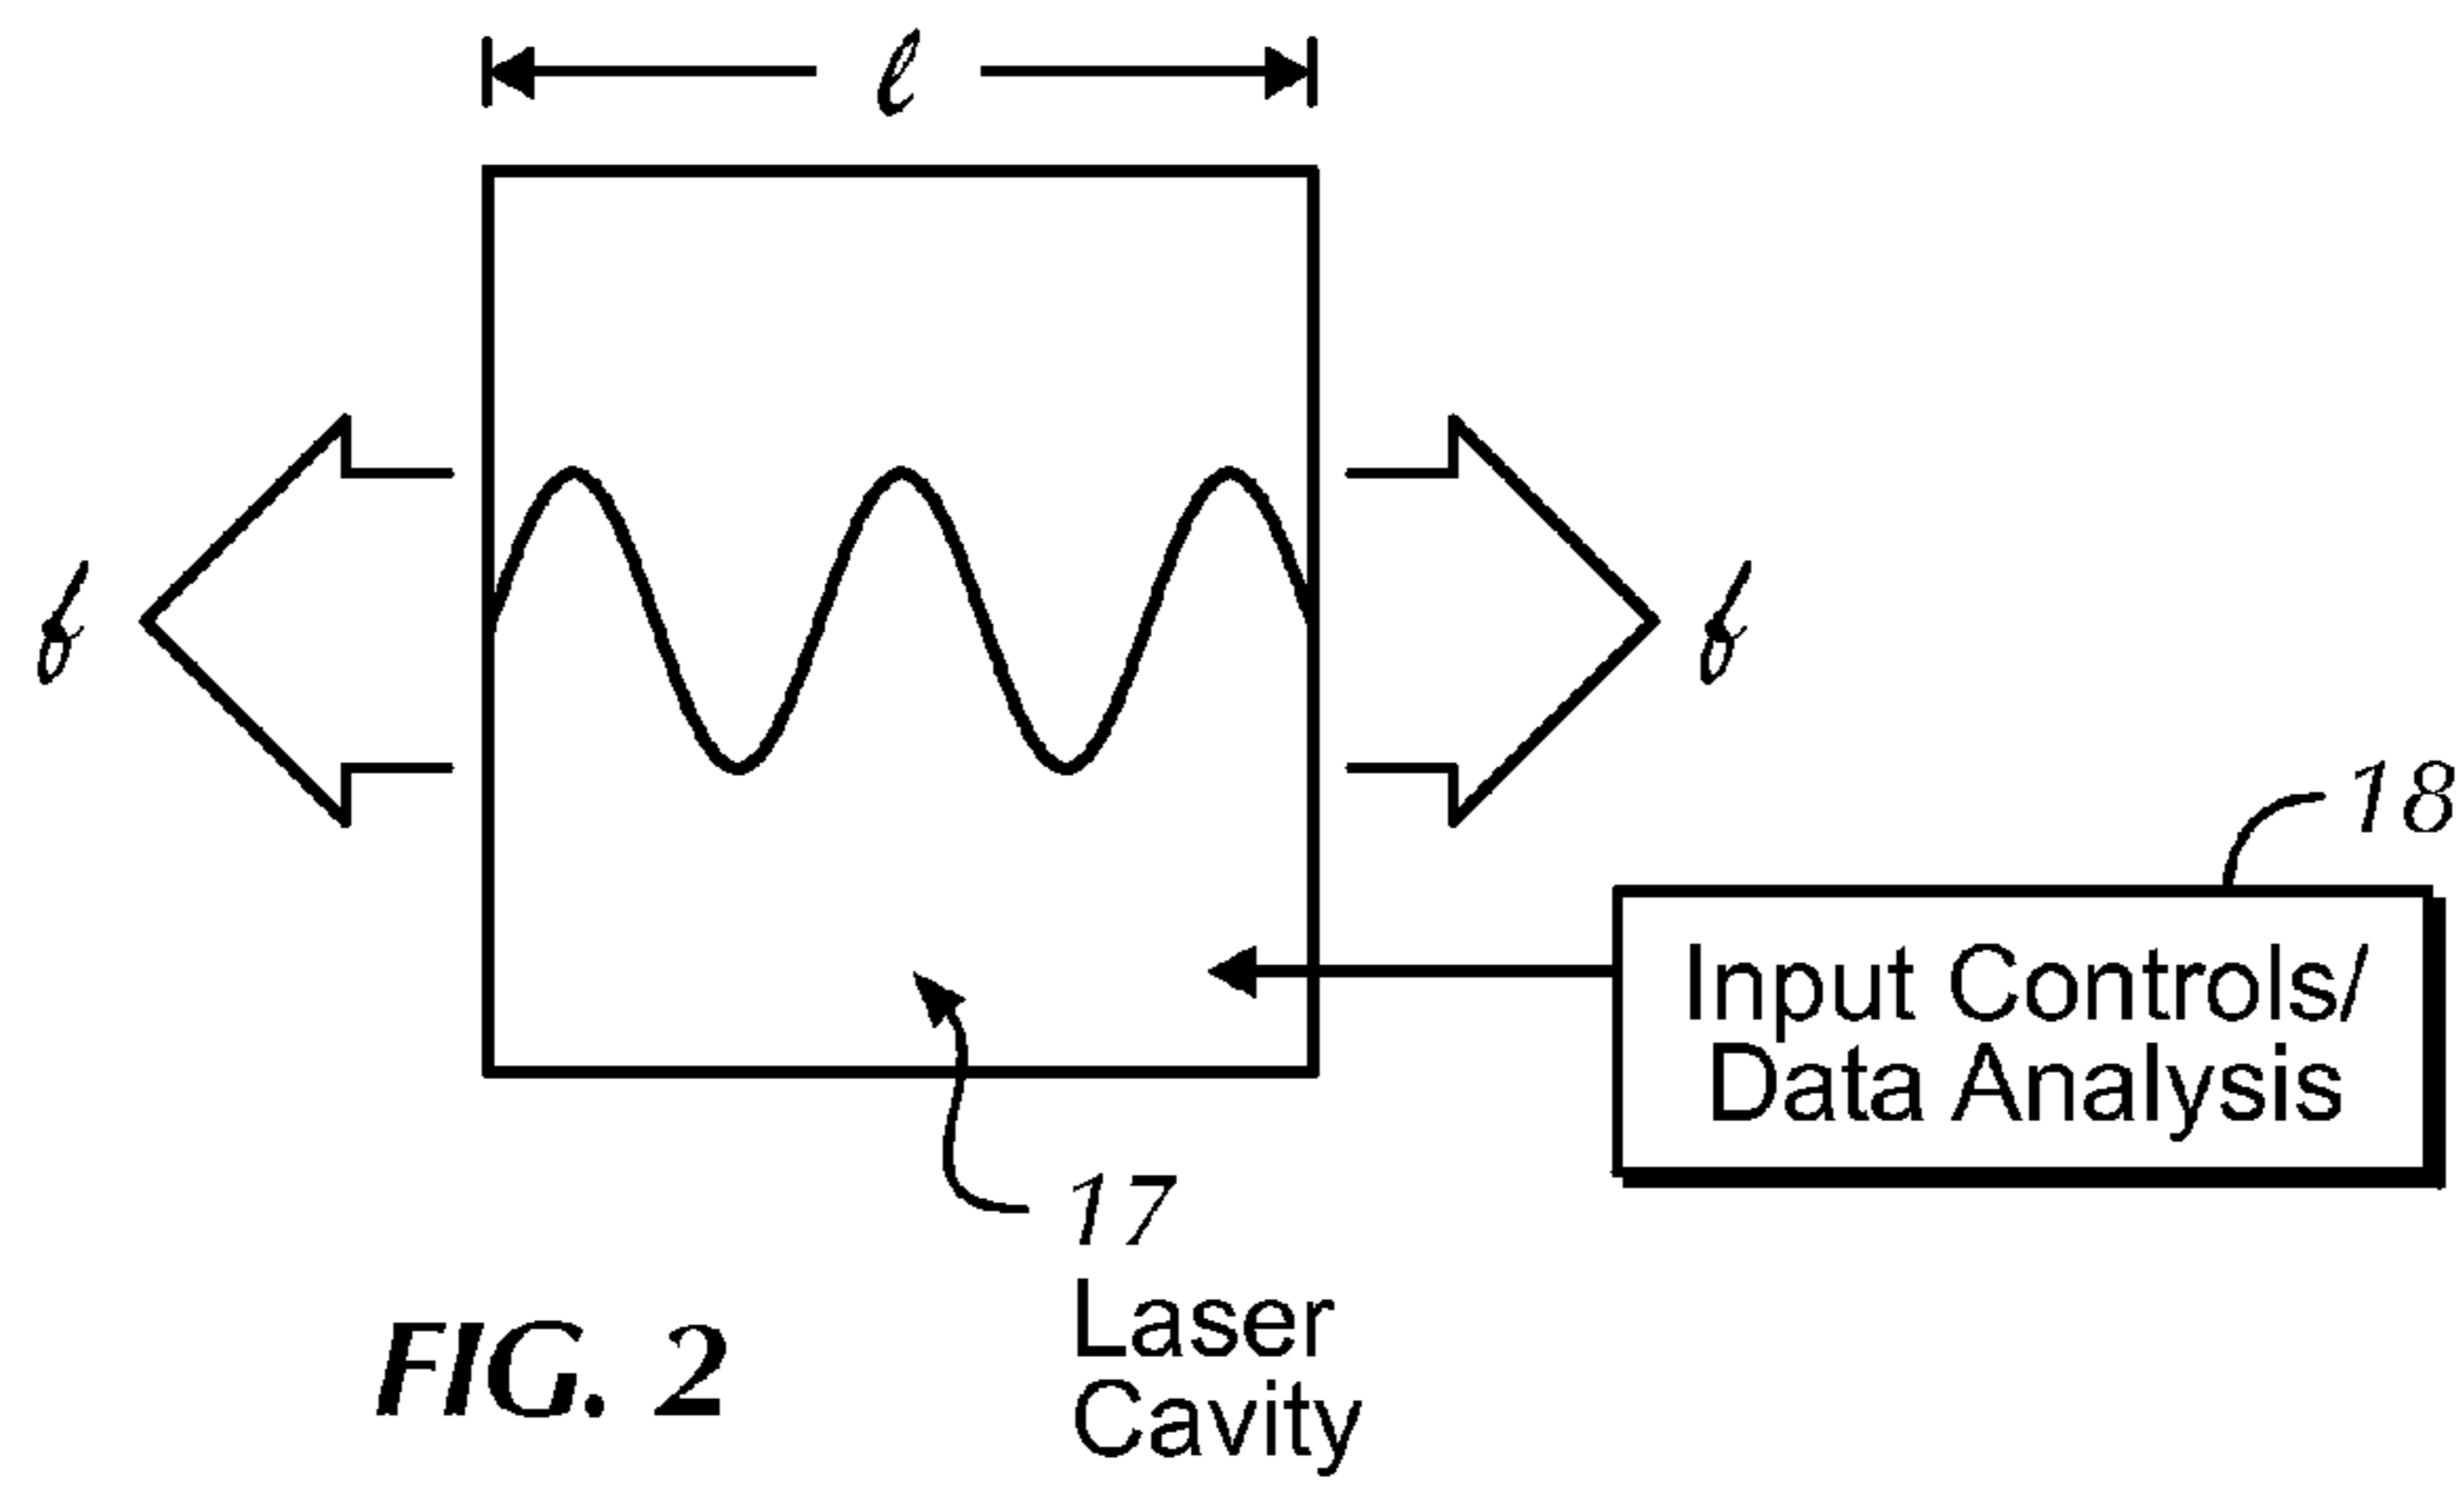 ℓ
f
f
18
Input Controls/
Data Analysis
17
Laser
Cavity
FIG. 2